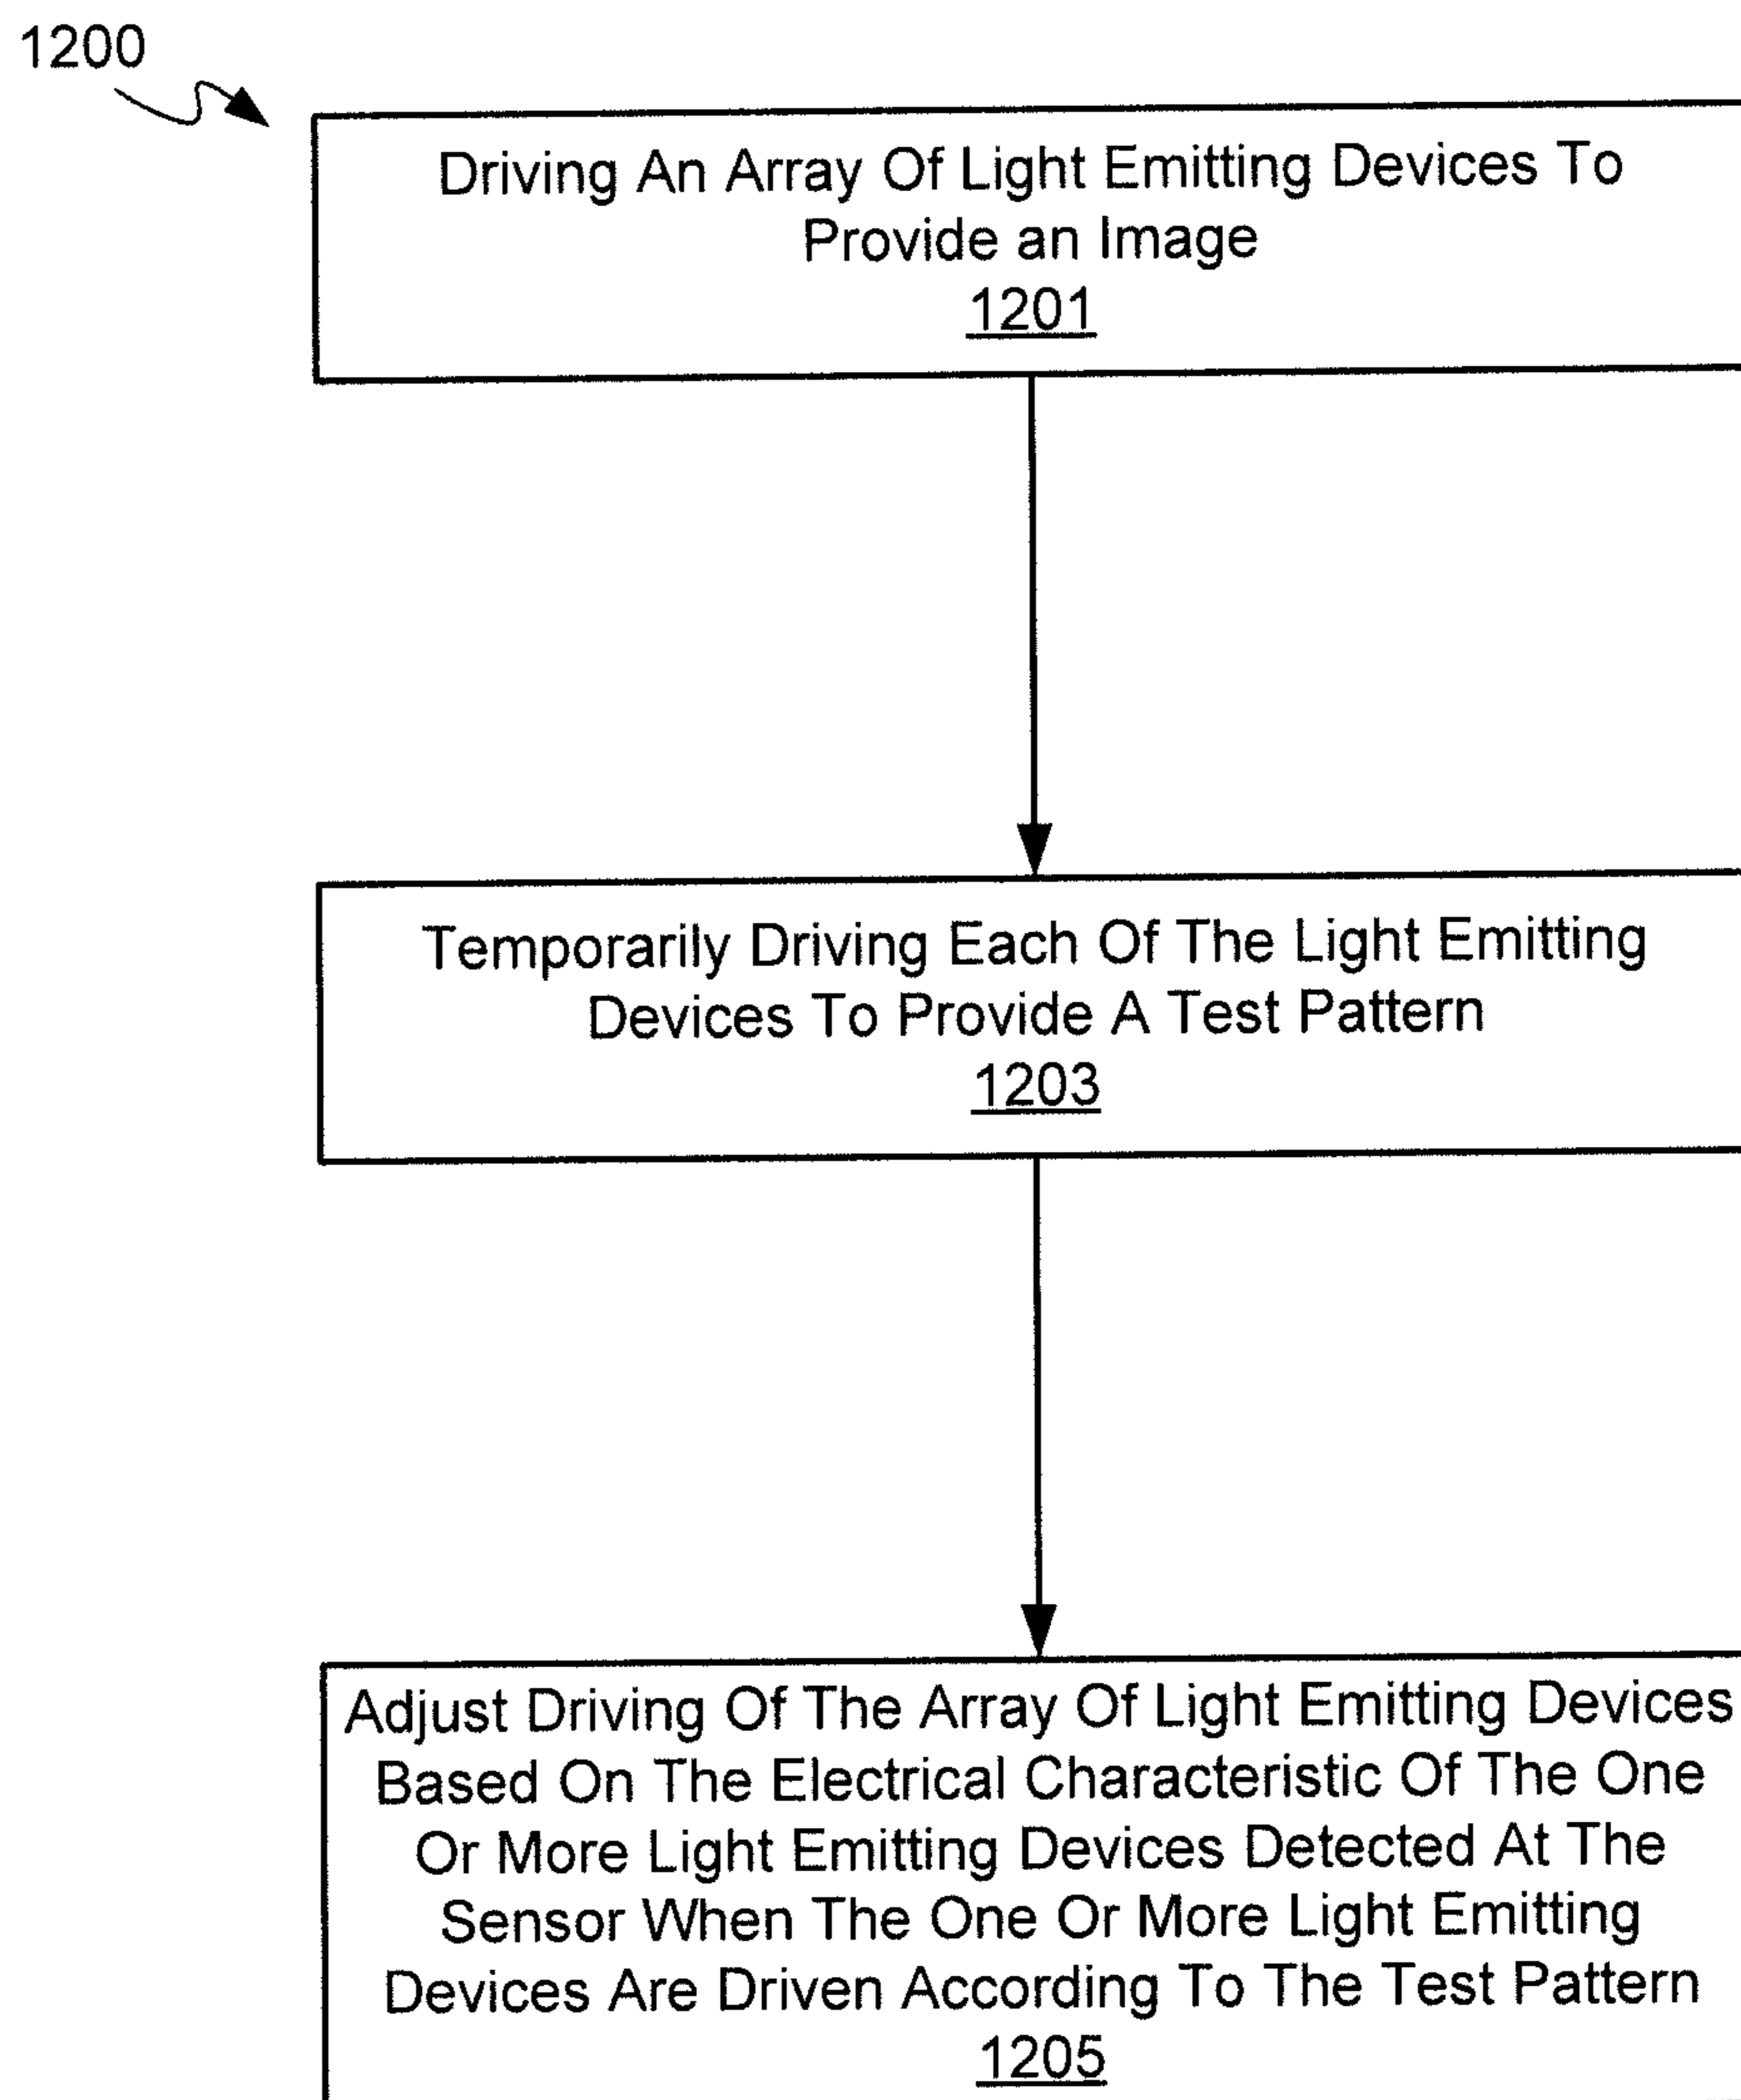 1200
Driving An Array Of Light Emitting Devices To
Provide an Image
1201
Temporarily Driving Each Of The Light Emitting
Devices To Provide A Test Pattern
1203
Adjust Driving Of The Array Of Light Emitting Devices
Based On The Electrical Characteristic Of The One
Or More Light Emitting Devices Detected At The
Sensor When The One Or More Light Emitting
Devices Are Driven According To The Test Pattern
1205